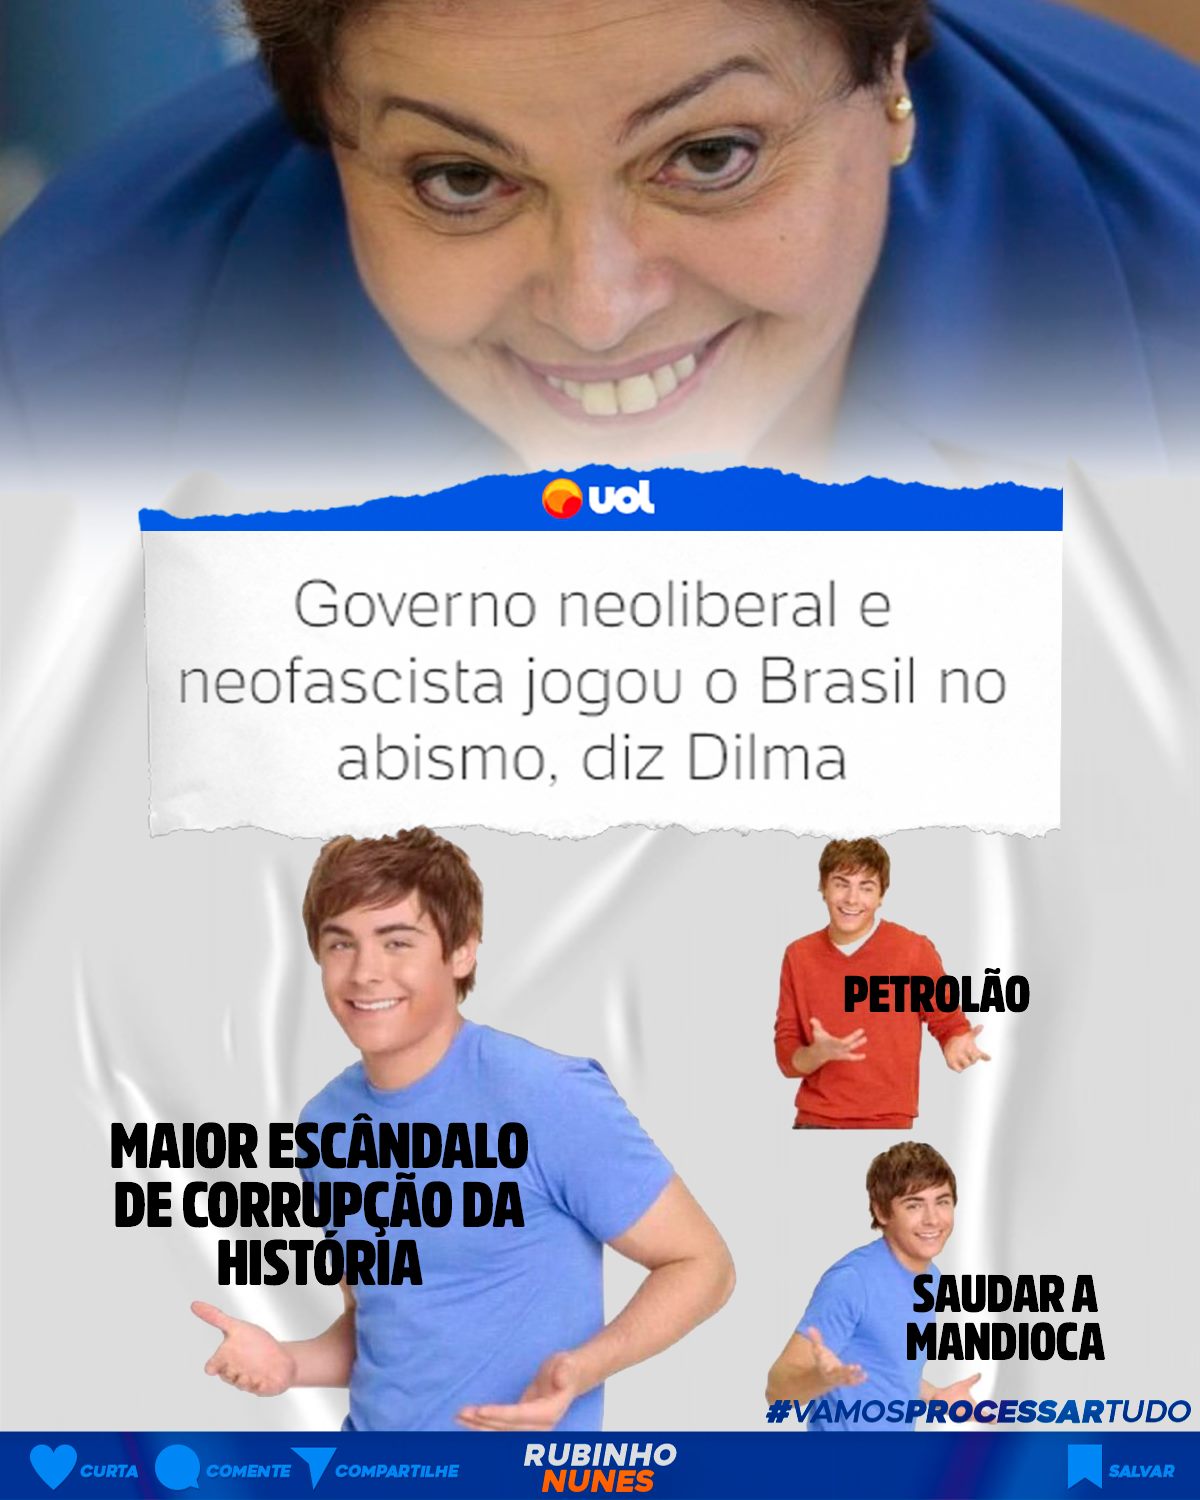 uol
Governo neoliberal e
neofascista jogou o Brasil no
abismo, diz Dilma
PETROLÃO
MAIOR ESCÂNDALO
DE CORRUPÇÃO DA
HISTÓRIA
SAUDAR A
MANDIOCA
#VAMOSPROCESSARTUDO
CURTA
COMENTE
COMPARTILHE
RUBINHO
NUNES
SALVAR